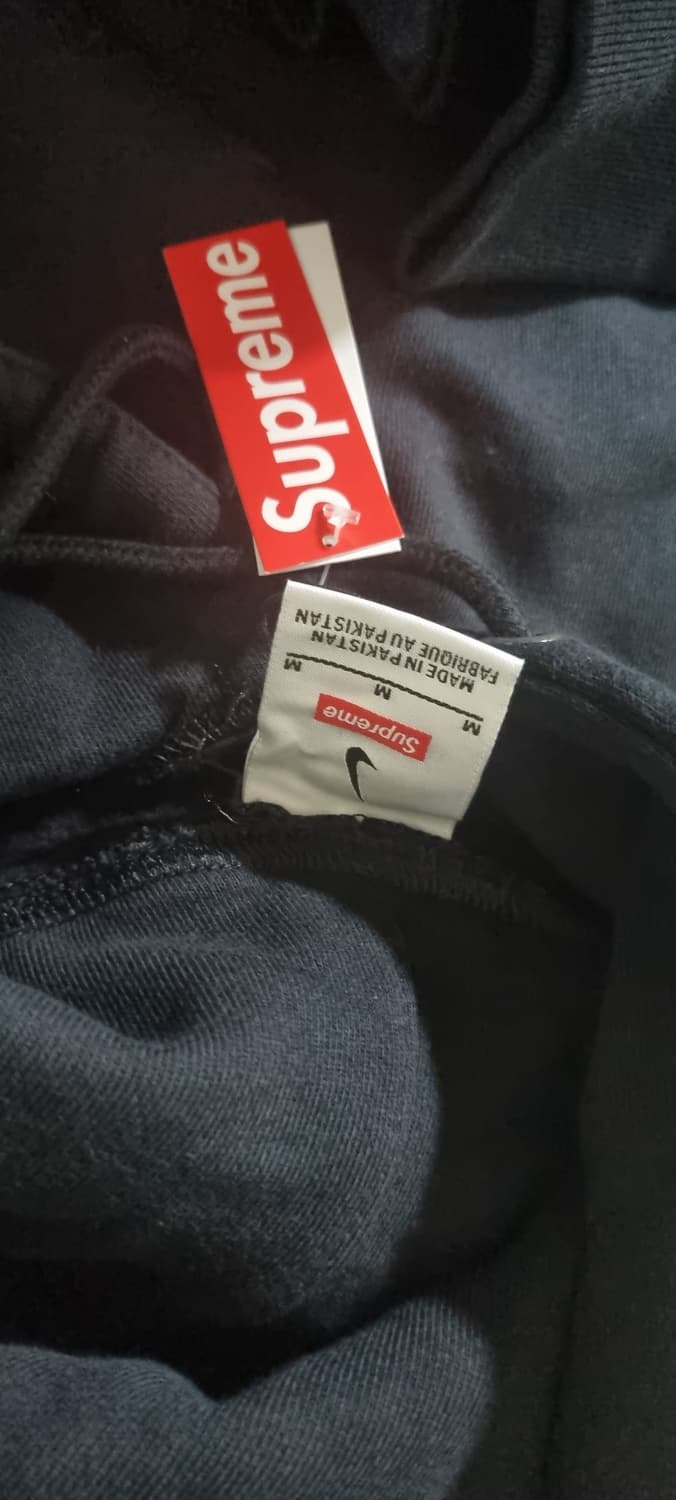 Supreme
Supreme
M M M
MADE IN PAKISTAN
FABRIQUE AU PAKISTAN